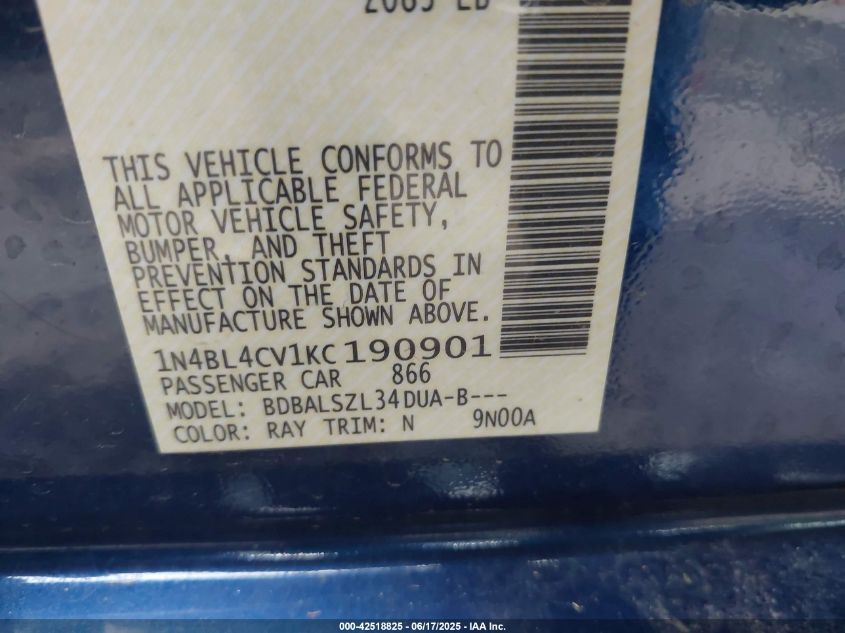 THIS VEHICLE CONFORMS TO
ALL APPLICABLE FEDERAL
MOTOR VEHICLE SAFETY,
BUMPER, AND THEFT
PREVENTION STANDARDS IN
EFFECT ON THE DATE OF
MANUFACTURE SHOWN ABOVE.
1N4BL4CV1KC190901
PASSENGER CAR 866
MODEL: BDBALSZL34DUA-B---
COLOR: RAY TRIM: N 9N00A
000-42518825 - 06/17/2025 - IAA Inc.